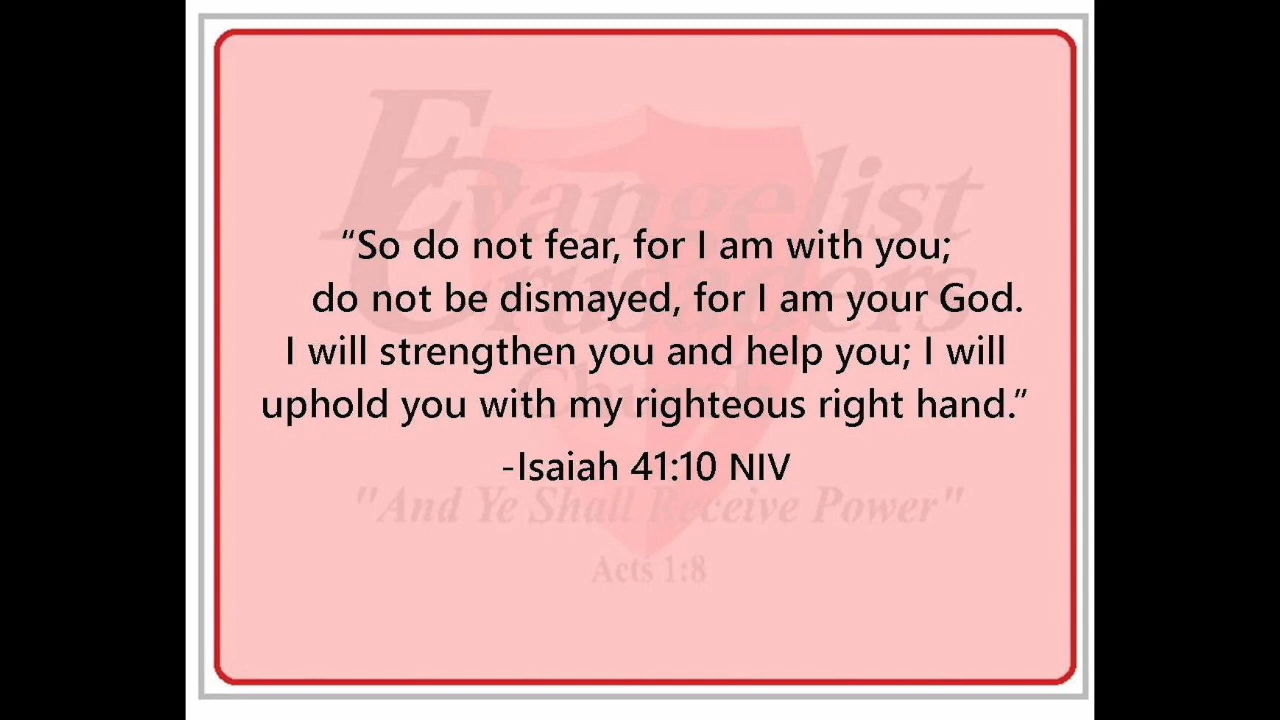 Evangelist
Crusaders
Church
“So do not fear, for I am with you;
do not be dismayed, for I am your God.
I will strengthen you and help you; I will
uphold you with my righteous right hand.”
-Isaiah 41:10 NIV
"And Ye Shall Receive Power"
Acts 1:8